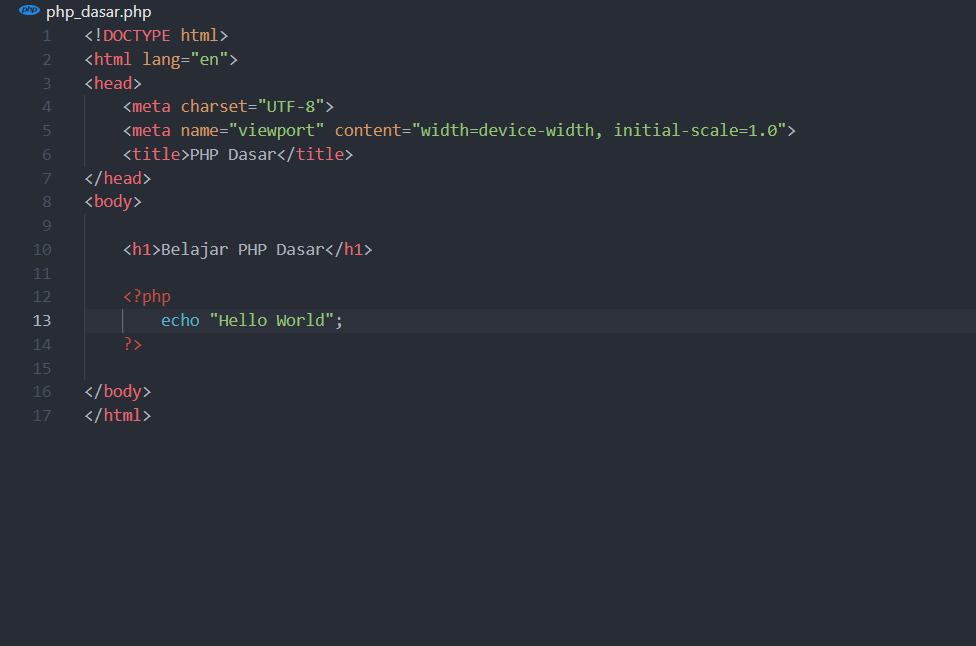 php php_dasar.php
1 <!DOCTYPE html>
2 <html lang="en">
3 <head>
4     <meta charset="UTF-8">
5     <meta name="viewport" content="width=device-width, initial-scale=1.0">
6     <title>PHP Dasar</title>
7 </head>
8 <body>
9
10     <h1>Belajar PHP Dasar</h1>
11
12     <?php
13         echo "Hello World";
14     ?>
15
16 </body>
17 </html>